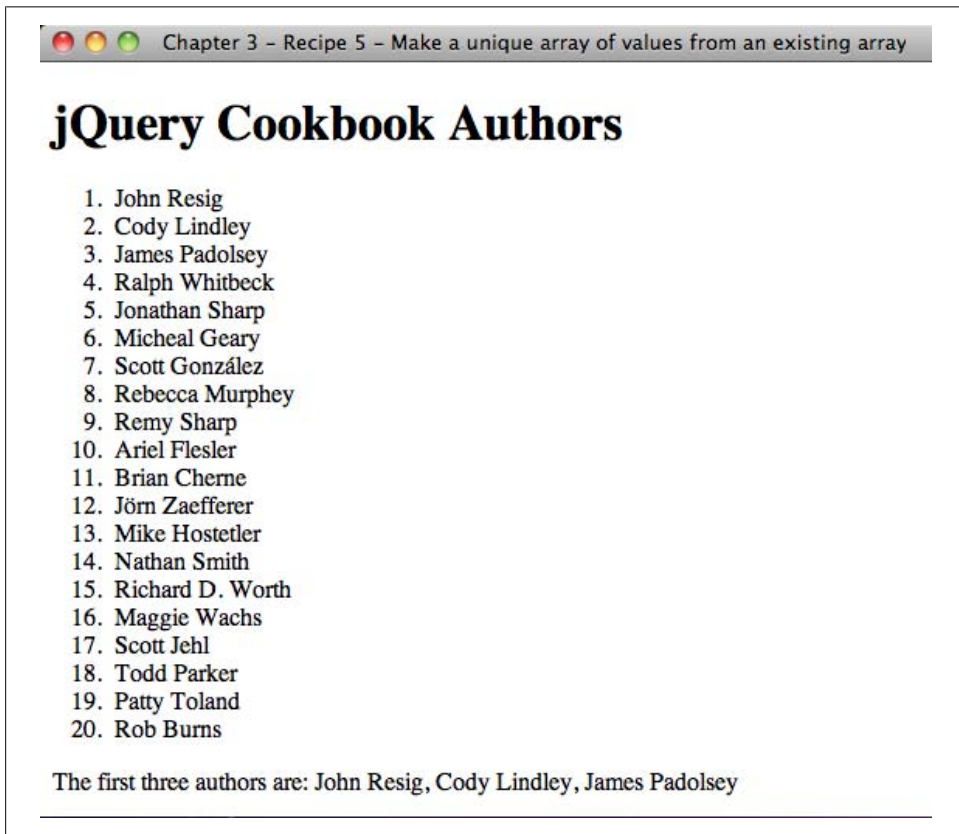 Chapter 3 – Recipe 5 – Make a unique array of values from an existing array
jQuery Cookbook Authors
1. John Resig
2. Cody Lindley
3. James Padolsey
4. Ralph Whitbeck
5. Jonathan Sharp
6. Micheal Geary
7. Scott González
8. Rebecca Murphey
9. Remy Sharp
10. Ariel Flesler
11. Brian Cherne
12. Jörn Zaefferer
13. Mike Hostetler
14. Nathan Smith
15. Richard D. Worth
16. Maggie Wachs
17. Scott Jehl
18. Todd Parker
19. Patty Toland
20. Rob Burns
The first three authors are: John Resig, Cody Lindley, James Padolsey